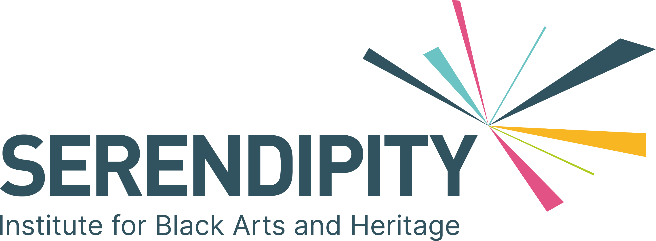 SERENDIPITY
Institute for Black Arts and Heritage